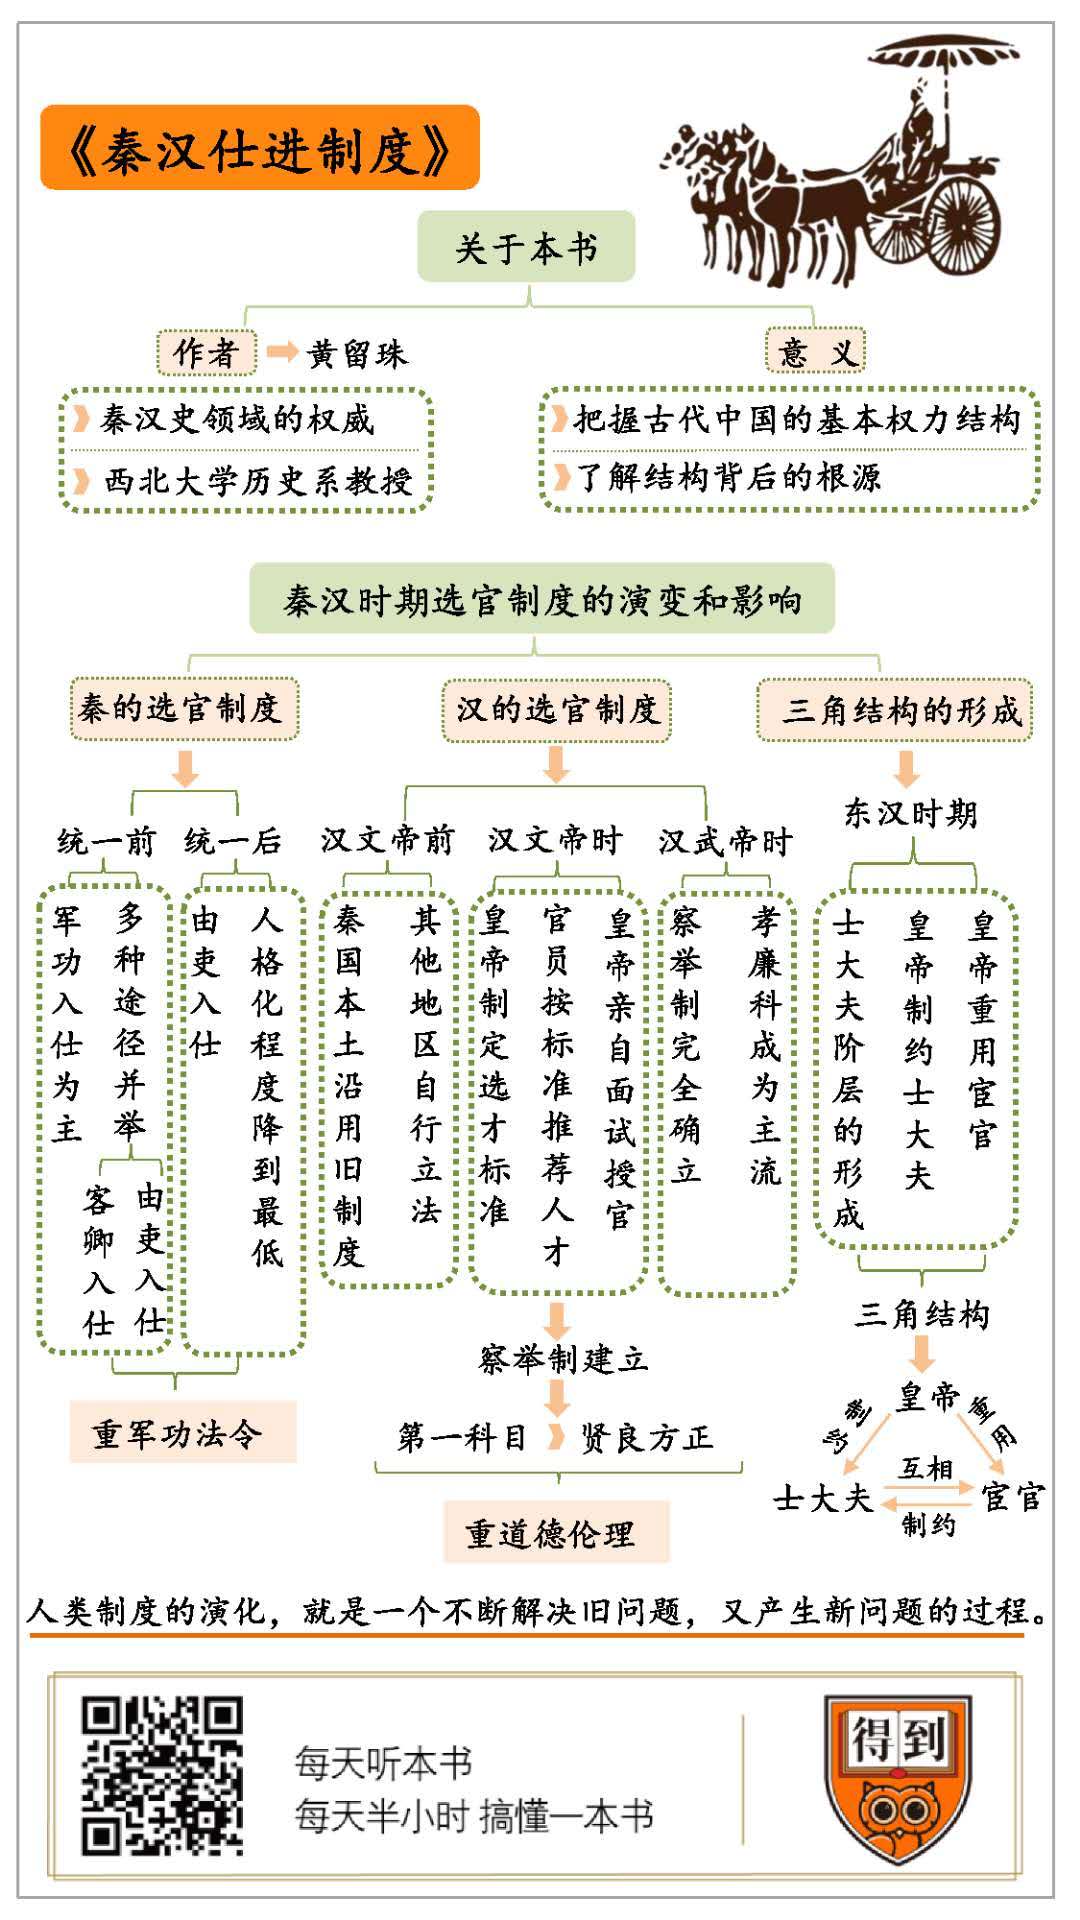 《秦汉仕进制度》
关于本书
作者
黄留珠
秦汉史领域的权威
西北大学历史系教授
意 义
把握古代中国的基本权力结构
了解结构背后的根源
秦汉时期选官制度的演变和影响
秦的选官制度
统一前
军功入仕为主
多种途径并举
客卿入仕
由吏入仕
统一后
由吏入仕
人格化程度降到最低
重军功法令
汉的选官制度
汉文帝前
秦国本土沿用旧制度
其他地区自行立法
汉文帝时
皇帝制定选才标准
官员按标准推荐人才
皇帝亲自面试授官
汉武帝时
察举制完全确立
孝廉科成为主流
察举制建立
第一科目
贤良方正
重道德伦理
三角结构的形成
东汉时期
士大夫阶层的形成
皇帝制约士大夫
皇帝重用宦官
三角结构
皇帝
制约
重用
互相
士大夫
宦官
制约
人类制度的演化，就是一个不断解决旧问题，又产生新问题的过程。
每天听本书
每天半小时 搞懂一本书
得到